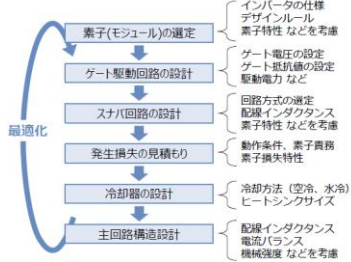 素子(モジュール)の選定
インバータの仕様
デザインルール
素子特性 などを考慮
ゲート駆動回路の設計
ゲート電圧の設定
ゲート抵抗値の設定
駆動電力 など
スナバ回路の設計
回路方式の選定
配線インダクタンス
素子特性 などを考慮
最適化
発生損失の見積もり
動作条件、素子責務
素子損失特性
冷却器の設計
冷却方法（空冷、水冷）
ヒートシンクサイズ
主回路構造設計
配線インダクタンス
電流バランス
機械強度 などを考慮